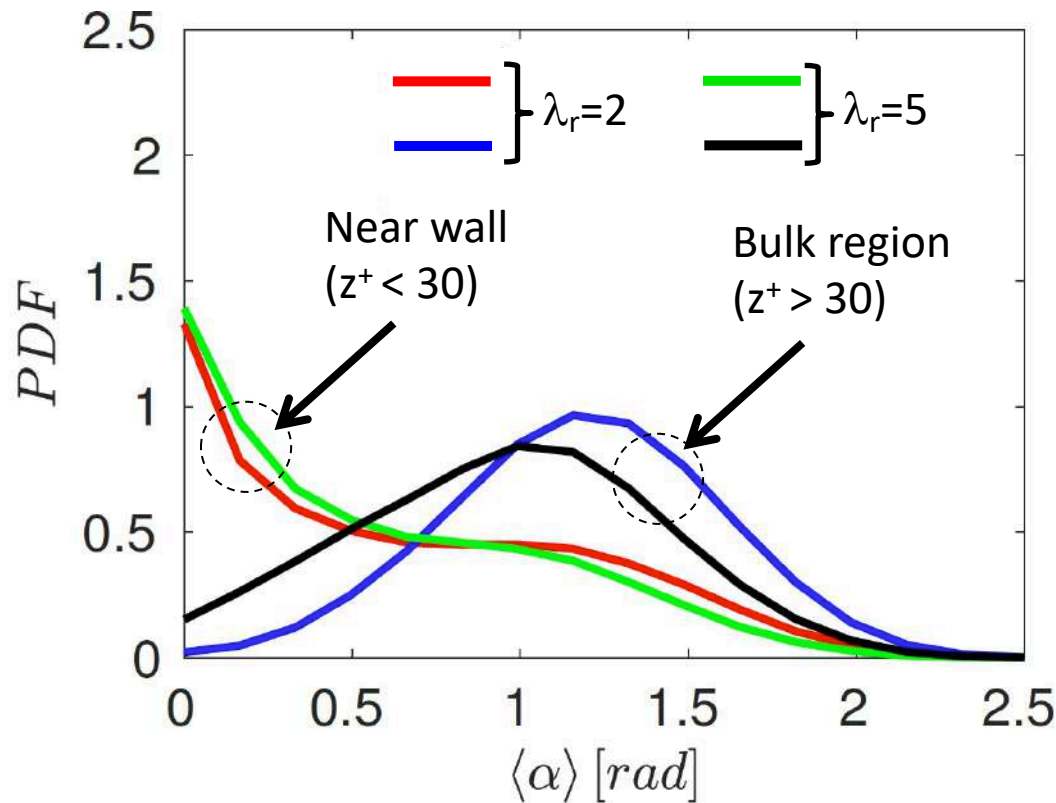 2.5
2
1.5
1
0.5
0
PDF
λr=2
λr=5
Near wall
(z+ < 30)
Bulk region
(z+ > 30)
0 0.5 1 1.5 2 2.5
⟨α⟩ [rad]